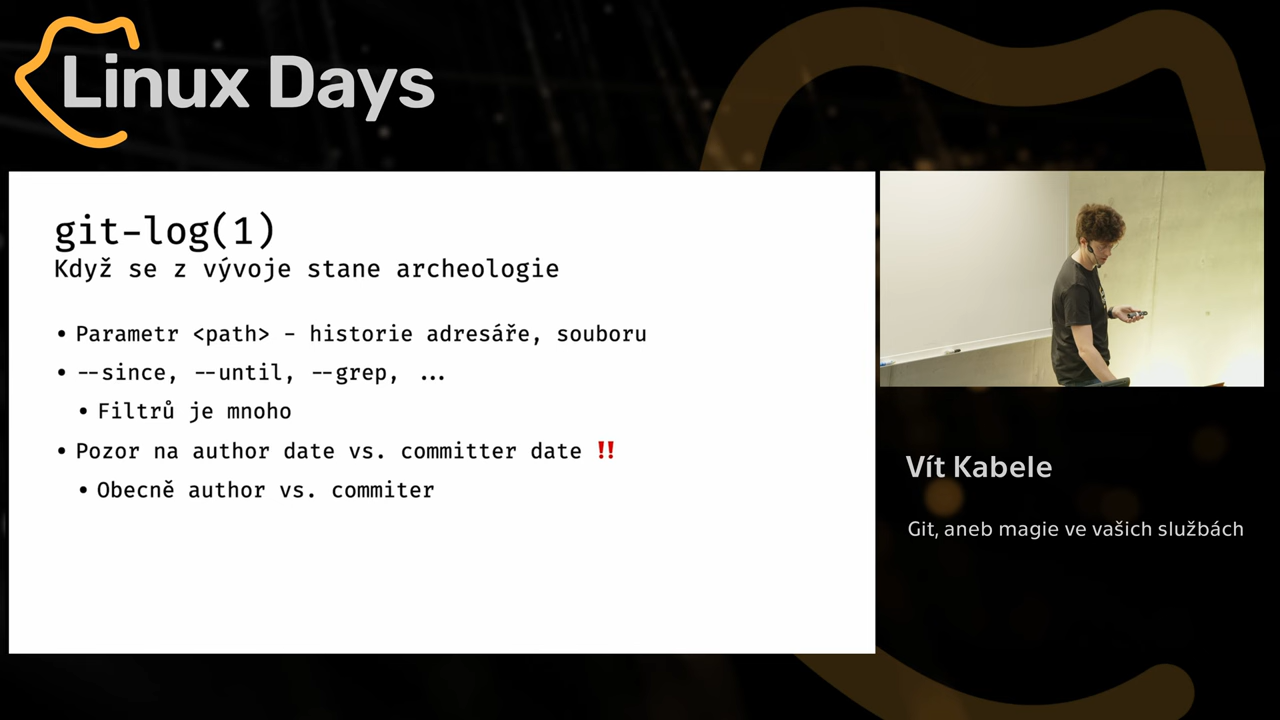 Linux Days
git-log(1)
Když se z vývoje stane archeologie
• Parametr <path> - historie adresáře, souboru
• --since, --until, --grep, ...
• Filtrů je mnoho
• Pozor na author date vs. committer date ‼
• Obecně author vs. commiter
Vít Kabele
Git, aneb magie ve vašich službách